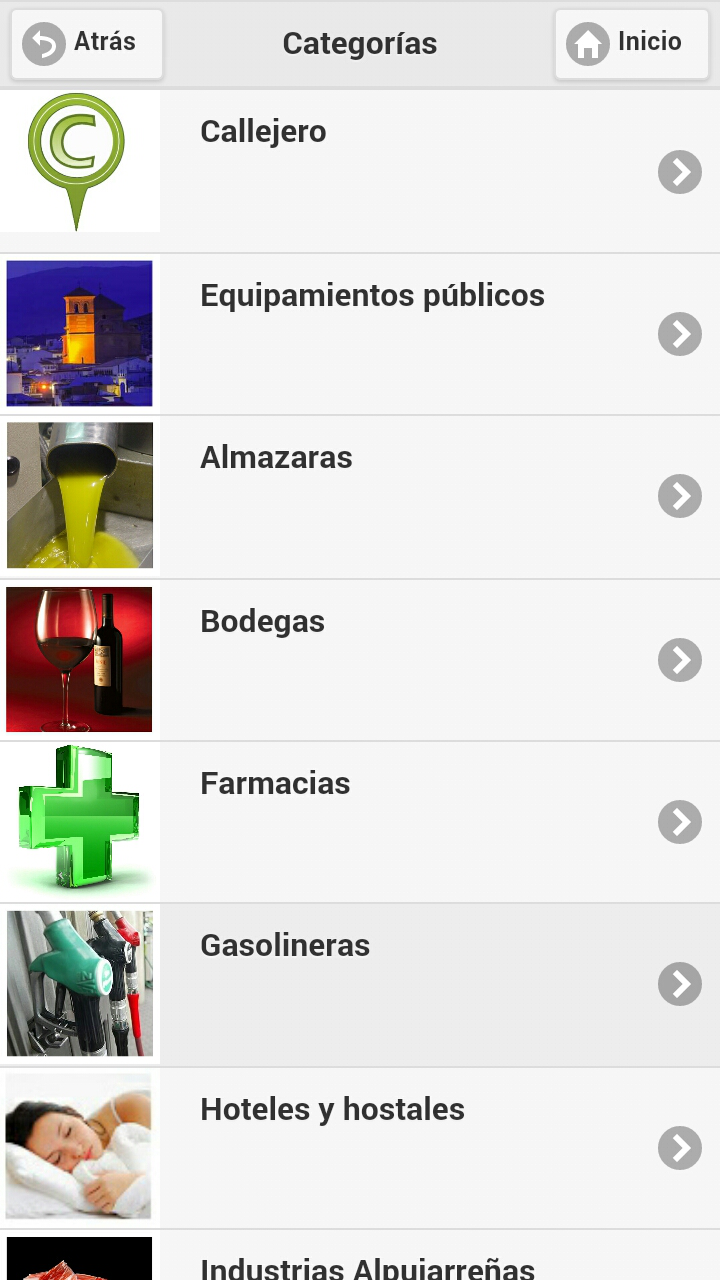 Atrás
Categorías
Inicio
C
Callejero
Equipamientos públicos
Almazaras
Bodegas
Farmacias
Gasolineras
Hoteles y hostales
Industrias Alpujarreñas